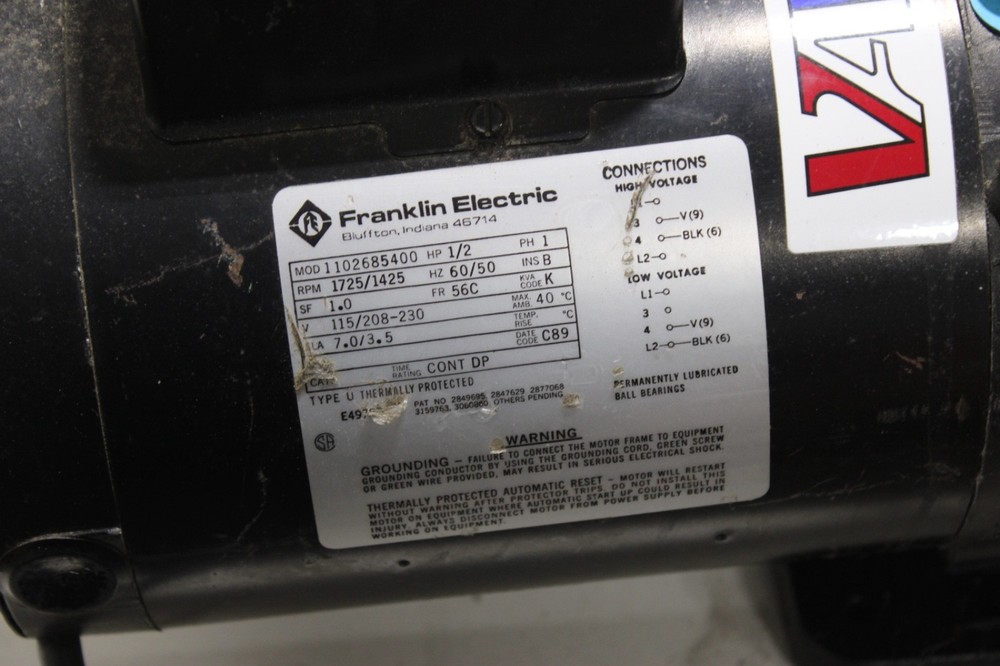 Franklin Electric
Bluffton, Indiana 46714
MOD 1102685400 HP 1/2 PH 1
RPM 1725/1425 HZ 60/50 INS B
SF 1.0 FR 56C KVA CODE K
V 115/208-230 MAX. AMB. 40 °C
LA 7.0/3.5 TEMP. RISE °C
DATE CODE C89
CAT. TIME RATING CONT DP
TYPE U THERMALLY PROTECTED
PAT NO 2849695, 2847629 2877068
3159763, 3060800 OTHERS PENDING
SA
CONNECTIONS
HIGH VOLTAGE
3 V(9)
4 BLK (6)
L2
LOW VOLTAGE
L1
3
4 V(9)
L2 BLK (6)
PERMANENTLY LUBRICATED
BALL BEARINGS
WARNING
GROUNDING – FAILURE TO CONNECT THE MOTOR FRAME TO EQUIPMENT
GROUNDING CONDUCTOR BY USING THE GROUNDING CORD, GREEN SCREW
OR GREEN WIRE PROVIDED, MAY RESULT IN SERIOUS ELECTRICAL SHOCK.
THERMALLY PROTECTED AUTOMATIC RESET – MOTOR WILL RESTART
WITHOUT WARNING AFTER PROTECTOR TRIPS. DO NOT INSTALL THIS
MOTOR ON EQUIPMENT WHERE AUTOMATIC START UP COULD RESULT IN
INJURY. ALWAYS DISCONNECT MOTOR FROM POWER SUPPLY BEFORE
WORKING ON EQUIPMENT.